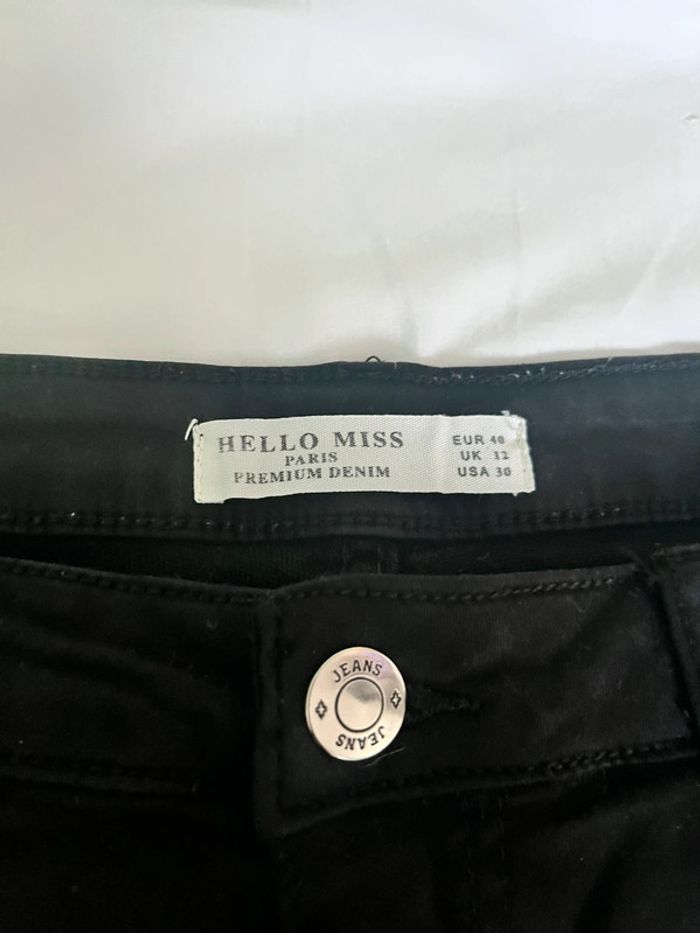 HELLO MISS
PARIS
PREMIUM DENIM
EUR 40
UK 12
USA 30
JEANS
JEANS